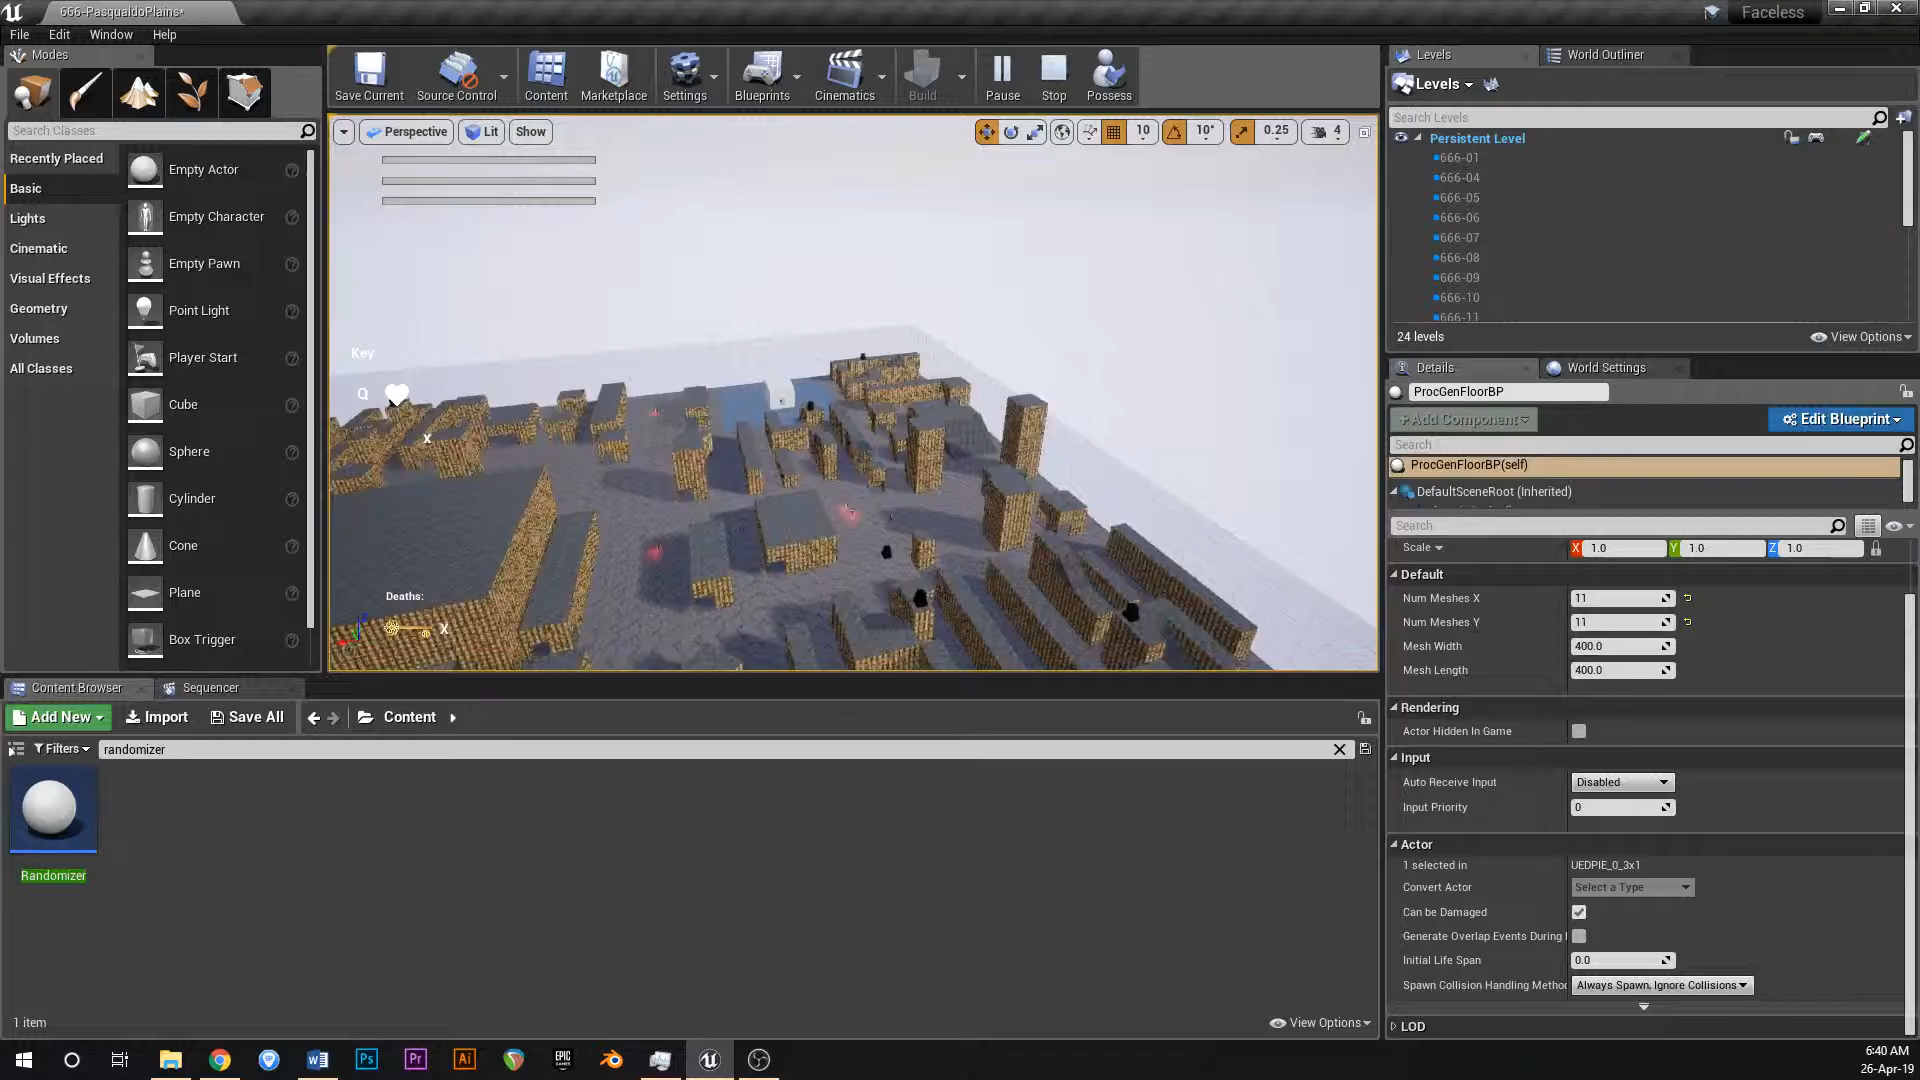 666-PasqualdoPlains*
Faceless
File Edit Window Help
Modes
Search Classes
Recently Placed
Basic
Lights
Cinematic
Visual Effects
Geometry
Volumes
All Classes
Empty Actor
Empty Character
Empty Pawn
Point Light
Player Start
Cube
Sphere
Cylinder
Cone
Plane
Box Trigger
Save Current
Source Control
Content
Marketplace
Settings
Blueprints
Cinematics
Build
Pause
Stop
Possess
Perspective Lit Show
10 10° 0.25 4
Key
Q
x
Deaths:
X
Levels World Outliner
Levels
Search Levels
Persistent Level
666-01
666-04
666-05
666-06
666-07
666-08
666-09
666-10
666-11
24 levels View Options
Details World Settings
ProcGenFloorBP
+Add Component Edit Blueprint
Search
ProcGenFloorBP(self)
DefaultSceneRoot (Inherited)
Search
Scale X 1.0 Y 1.0 Z 1.0
Default
Num Meshes X 11
Num Meshes Y 11
Mesh Width 400.0
Mesh Length 400.0
Rendering
Actor Hidden In Game
Input
Auto Receive Input Disabled
Input Priority 0
Actor
1 selected in UEDPIE_0_3x1
Convert Actor Select a Type
Can be Damaged
Generate Overlap Events During
Initial Life Span 0.0
Spawn Collision Handling Metho Always Spawn, Ignore Collisions
LOD
Content Browser Sequencer
Add New Import Save All Content
Filters randomizer
Randomizer
1 item View Options
Ps Pr Ai EPIC GAMES
6:40 AM
26-Apr-19